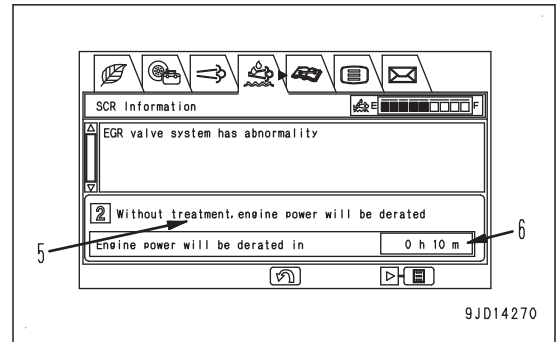 SCR Information
E F
EGR valve system has abnormality
2 Without treatment, engine power will be derated
5
Engine power will be derated in 0 h 10 m
6
9JD14270